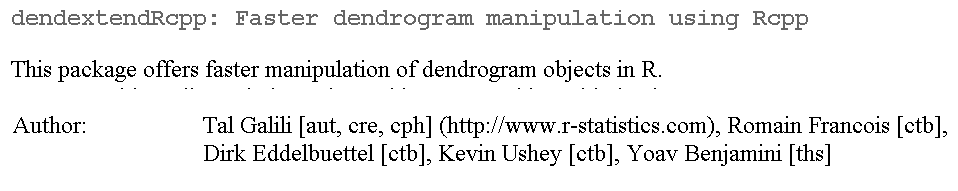 dendextendRcpp: Faster dendrogram manipulation using Rcpp
This package offers faster manipulation of dendrogram objects in R.
Author: Tal Galili [aut, cre, cph] (http://www.r-statistics.com), Romain Francois [ctb],
Dirk Eddelbuettel [ctb], Kevin Ushey [ctb], Yoav Benjamini [ths]